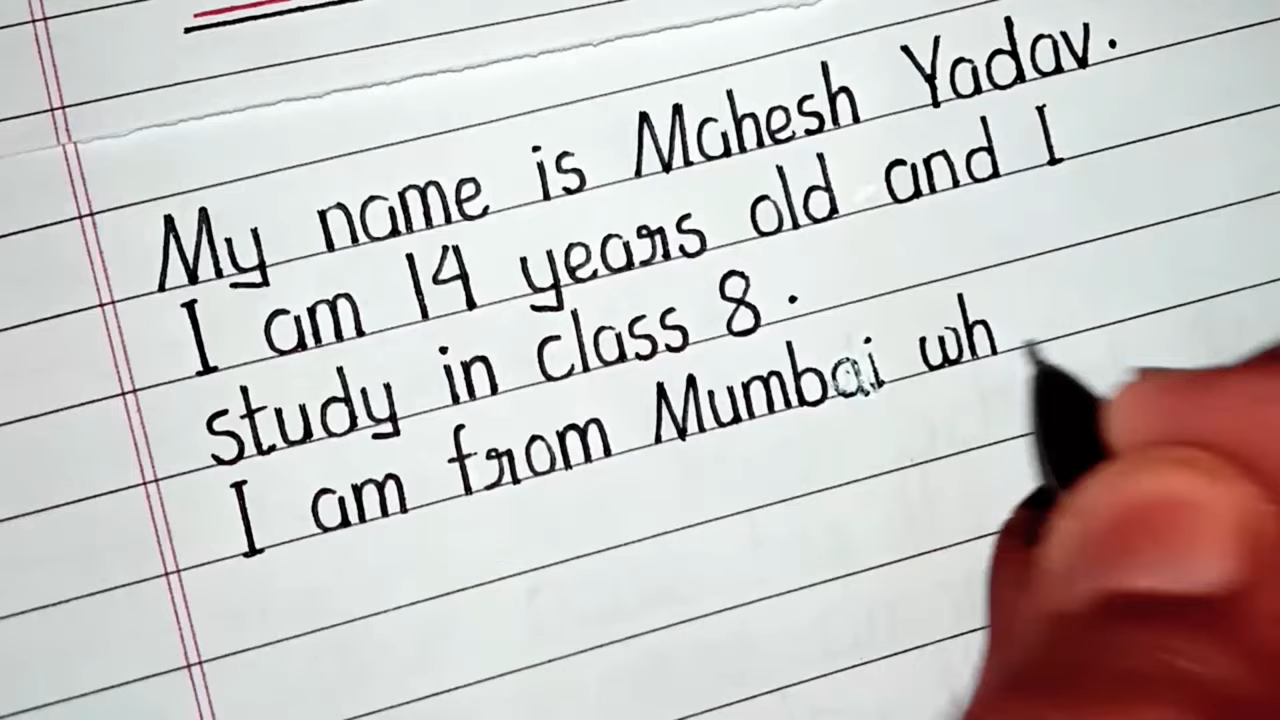 My name is Mahesh Yadav.
I am 14 years old and I
study in class 8.
I am from Mumbai wh